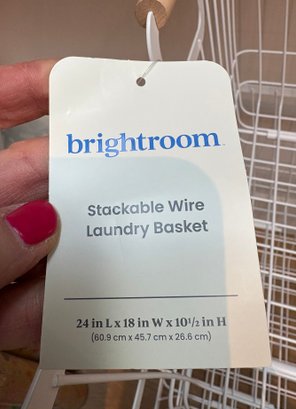 brightroom™
Stackable Wire
Laundry Basket
24 in L x 18 in W x 10½ in H
(60.9 cm x 45.7 cm x 26.6 cm)